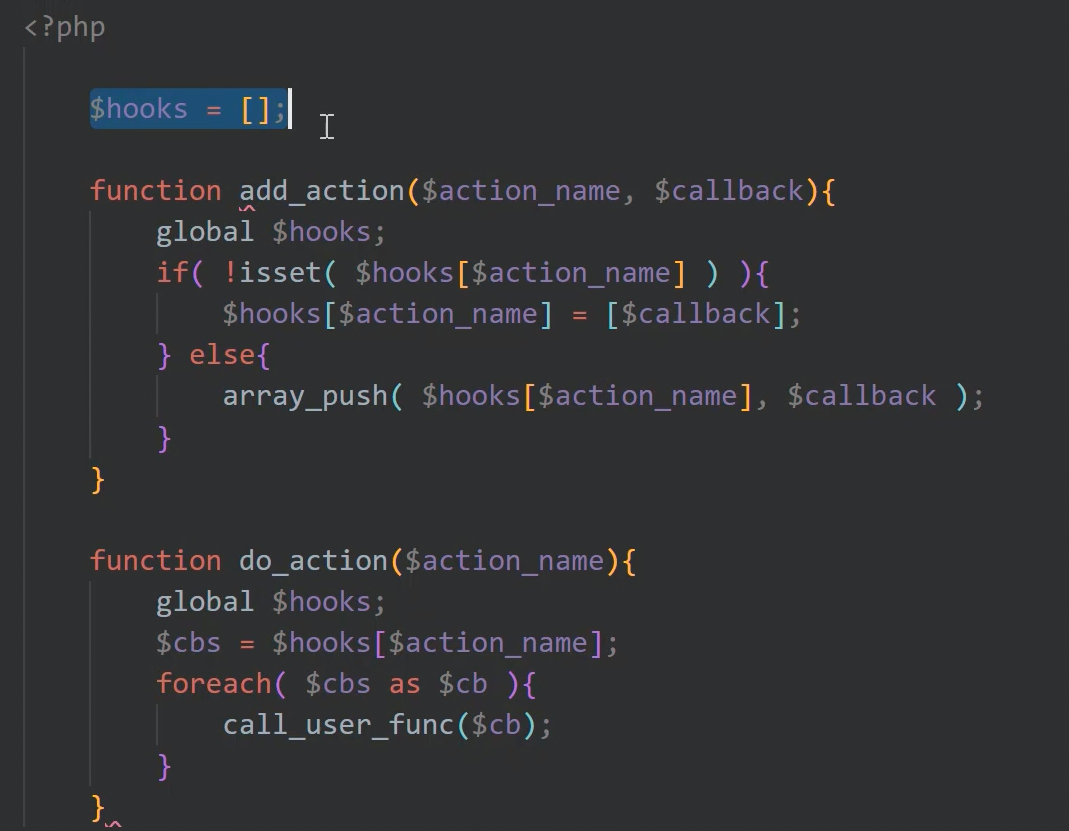 <?php
$hooks = [];
function add_action($action_name, $callback){
global $hooks;
if( !isset( $hooks[$action_name] ) ){
$hooks[$action_name] = [$callback];
} else{
array_push( $hooks[$action_name], $callback );
}
}
function do_action($action_name){
global $hooks;
$cbs = $hooks[$action_name];
foreach( $cbs as $cb ){
call_user_func($cb);
}
}